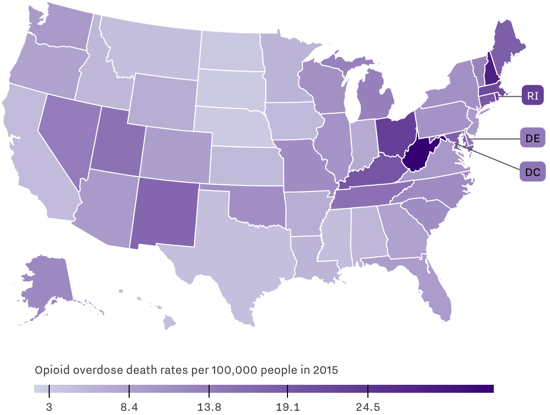 RI
DE
DC
Opioid overdose death rates per 100,000 people in 2015
3 8.4 13.8 19.1 24.5